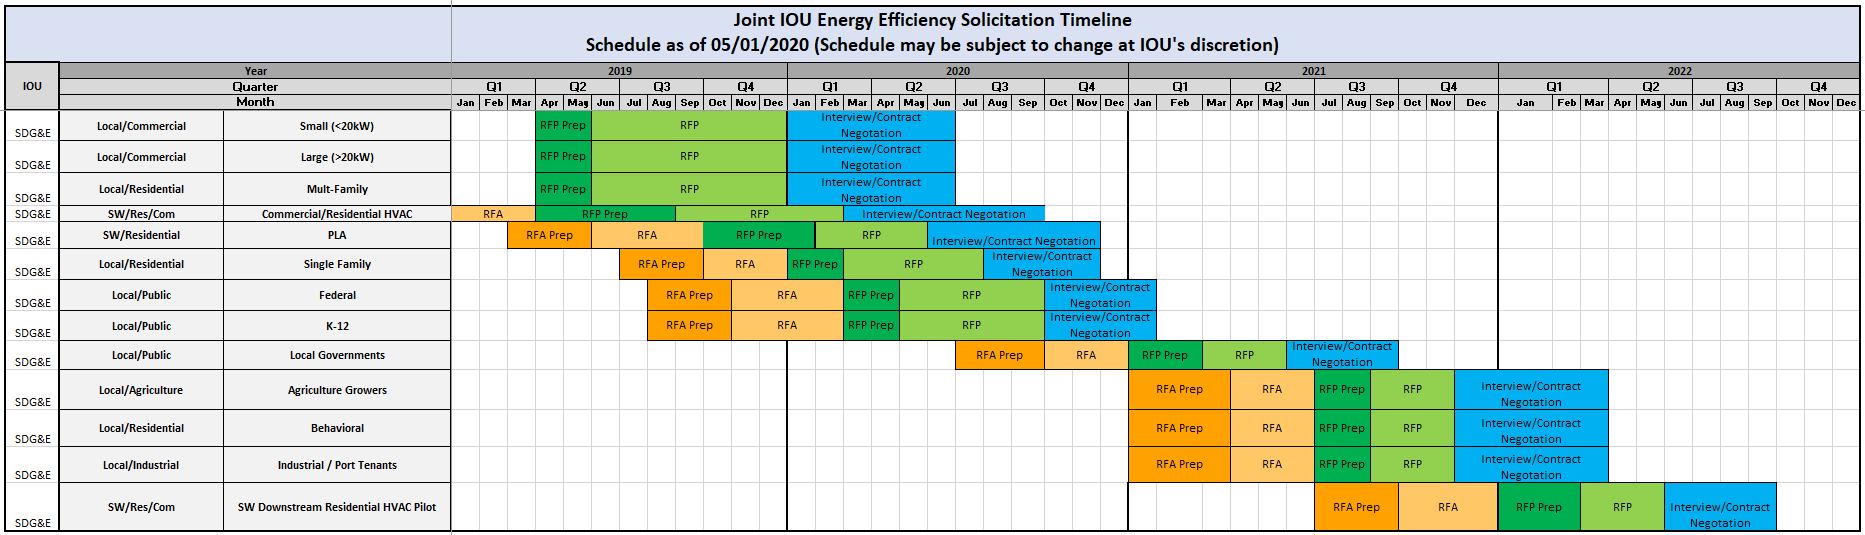 Joint IOU Energy Efficiency Solicitation Timeline
Schedule as of 05/01/2020 (Schedule may be subject to change at IOU's discretion)
IOU Year 2019 2020 2021 2022
Quarter Q1 Q2 Q3 Q4 Q1 Q2 Q3 Q4 Q1 Q2 Q3 Q4 Q1 Q2 Q3 Q4
Month Jan Feb Mar Apr May Jun Jul Aug Sep Oct Nov Dec Jan Feb Mar Apr May Jun Jul Aug Sep Oct Nov Dec Jan Feb Mar Apr May Jun Jul Aug Sep Oct Nov Dec Jan Feb Mar Apr May Jun Jul Aug Sep Oct Nov Dec
SDG&E Local/Commercial Small (<20kW) RFP Prep RFP Interview/Contract
Negotation
SDG&E Local/Commercial Large (>20kW) RFP Prep RFP Interview/Contract
Negotation
SDG&E Local/Residential Mult-Family RFP Prep RFP Interview/Contract
Negotation
SDG&E SW/Res/Com Commercial/Residential HVAC RFA RFP Prep RFP Interview/Contract Negotation
SDG&E SW/Residential PLA RFA Prep RFA RFP Prep RFP Interview/Contract Negotation
SDG&E Local/Residential Single Family RFA Prep RFA RFP Prep RFP Interview/Contract
Negotation
SDG&E Local/Public Federal RFA Prep RFA RFP Prep RFP Interview/Contract
Negotation
SDG&E Local/Public K-12 RFA Prep RFA RFP Prep RFP Interview/Contract
Negotation
SDG&E Local/Public Local Governments RFA Prep RFA RFP Prep RFP Interview/Contract
Negotation
SDG&E Local/Agriculture Agriculture Growers RFA Prep RFA RFP Prep RFP Interview/Contract
Negotation
SDG&E Local/Residential Behavioral RFA Prep RFA RFP Prep RFP Interview/Contract
Negotation
SDG&E Local/Industrial Industrial / Port Tenants RFA Prep RFA RFP Prep RFP Interview/Contract
Negotation
SDG&E SW/Res/Com SW Downstream Residential HVAC Pilot RFA Prep RFA RFP Prep RFP Interview/Contract
Negotation